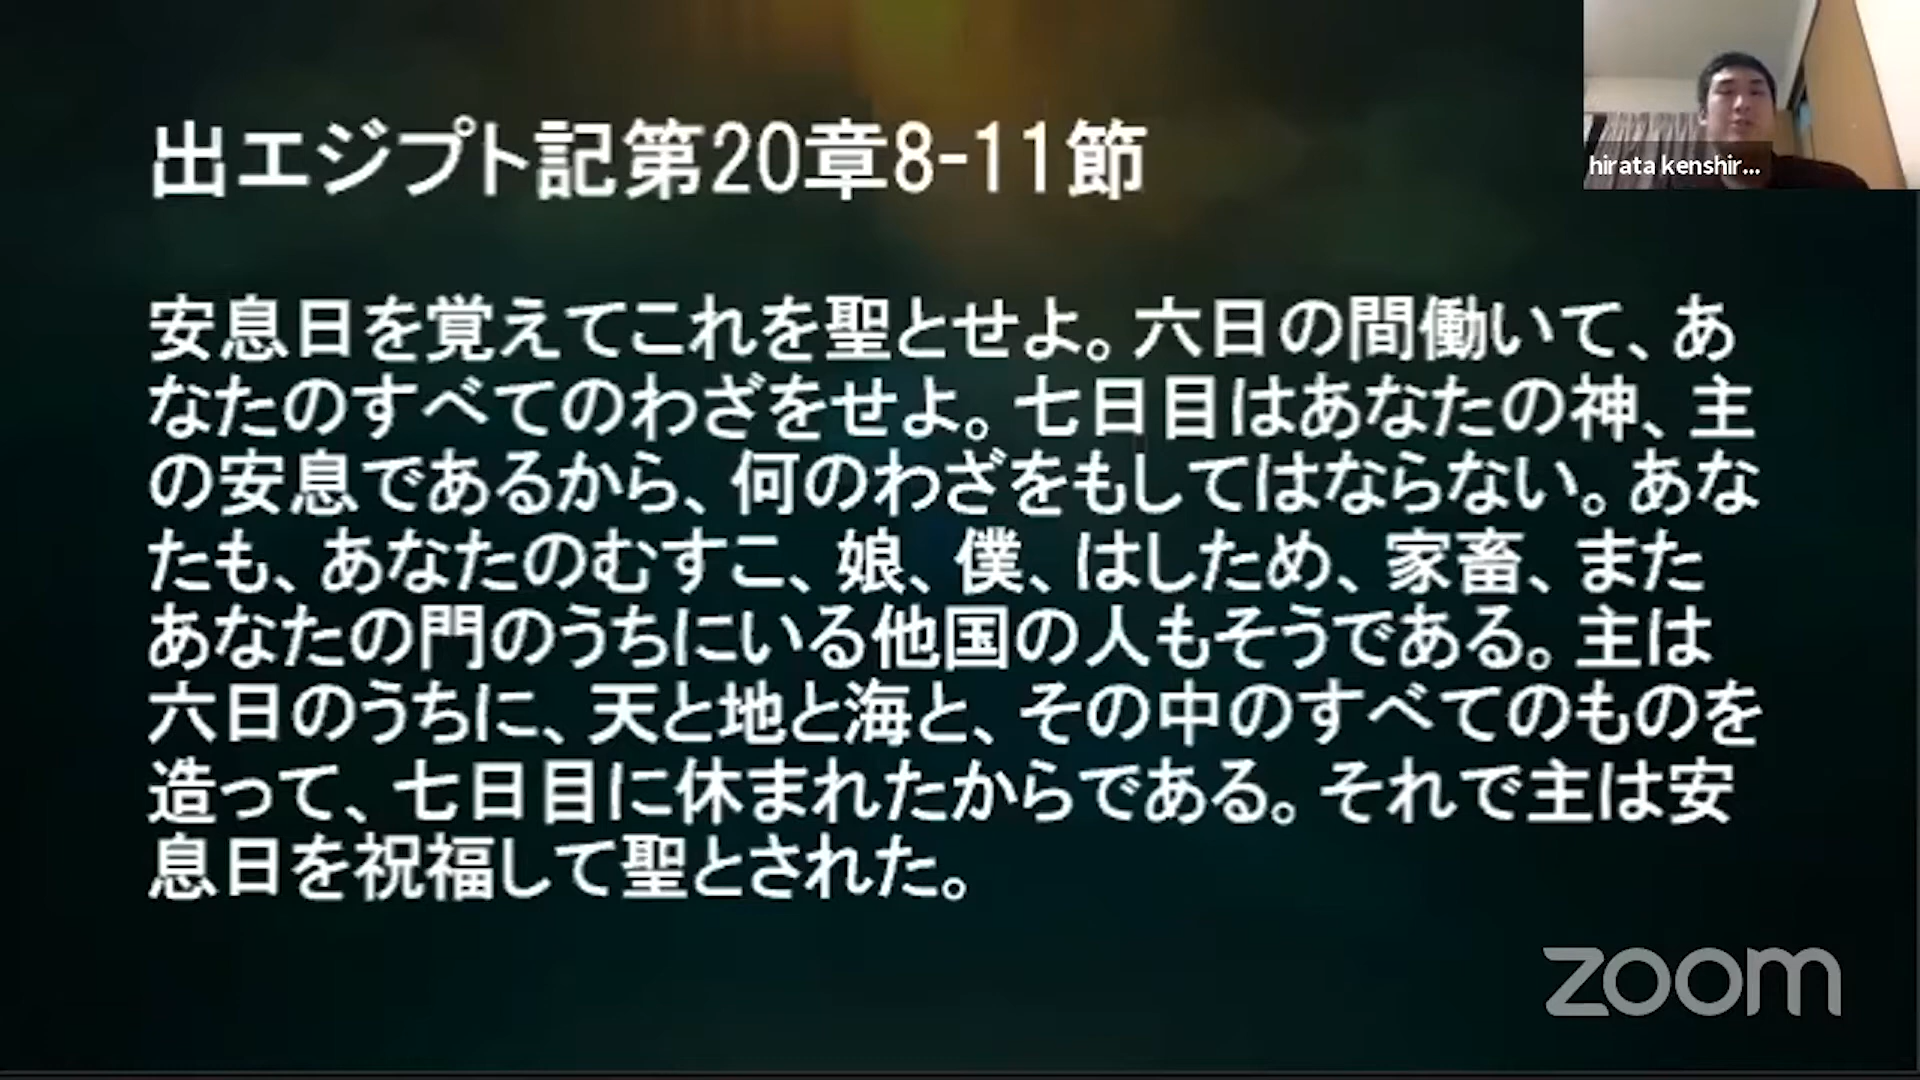 出エジプト記第20章8-11節
hirata kenshir...
安息日を覚えてこれを聖とせよ。六日の間働いて、あ
なたのすべてのわざをせよ。七日目はあなたの神、主
の安息であるから、何のわざをもしてはならない。あな
たも、あなたのむすこ、娘、僕、はしため、家畜、また
あなたの門のうちにいる他国の人もそうである。主は
六日のうちに、天と地と海と、その中のすべてのものを
造って、七日目に休まれたからである。それで主は安
息日を祝福して聖とされた。
zoom